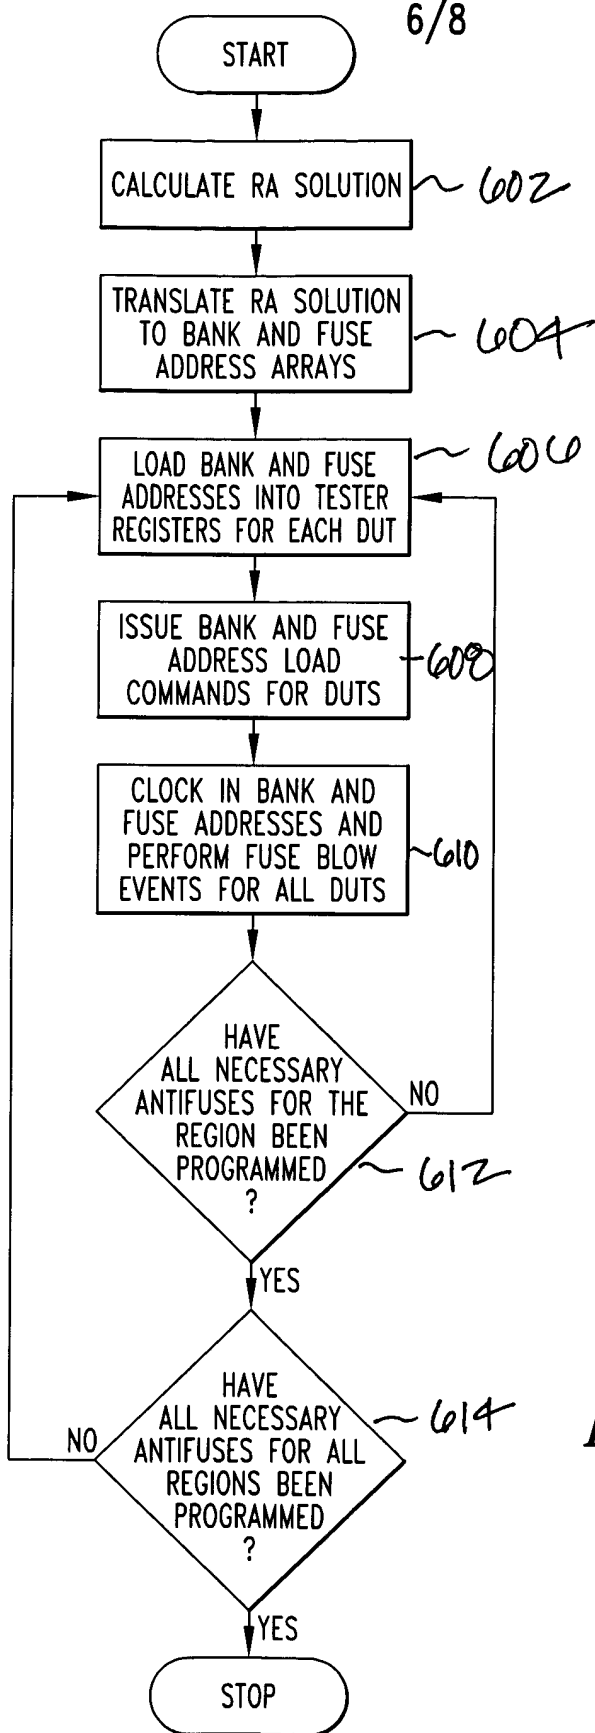 6/8
START
CALCULATE RA SOLUTION
602
TRANSLATE RA SOLUTION
TO BANK AND FUSE
ADDRESS ARRAYS
604
LOAD BANK AND FUSE
ADDRESSES INTO TESTER
REGISTERS FOR EACH DUT
606
ISSUE BANK AND FUSE
ADDRESS LOAD
COMMANDS FOR DUTS
608
CLOCK IN BANK AND
FUSE ADDRESSES AND
PERFORM FUSE BLOW
EVENTS FOR ALL DUTS
610
HAVE
ALL NECESSARY
ANTIFUSES FOR THE
REGION BEEN
PROGRAMMED
?
NO
612
YES
HAVE
ALL NECESSARY
ANTIFUSES FOR ALL
REGIONS BEEN
PROGRAMMED
?
614
NO
YES
STOP